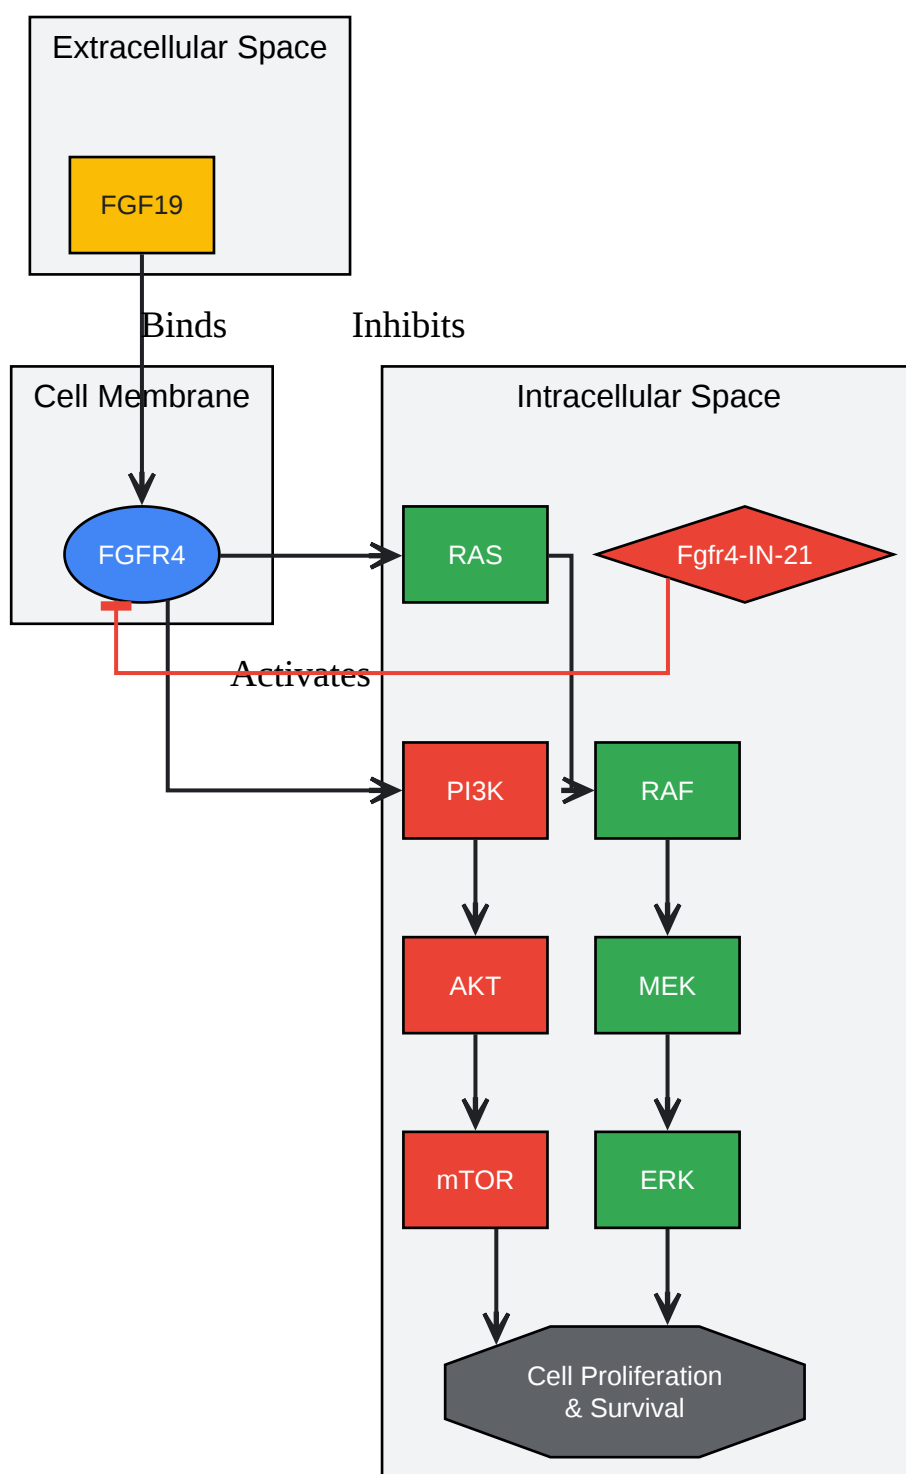 Extracellular Space
FGF19
Binds
Inhibits
Cell Membrane
Intracellular Space
FGFR4
RAS
Fgfr4-IN-21
Activates
PI3K
RAF
AKT
MEK
mTOR
ERK
Cell Proliferation
& Survival